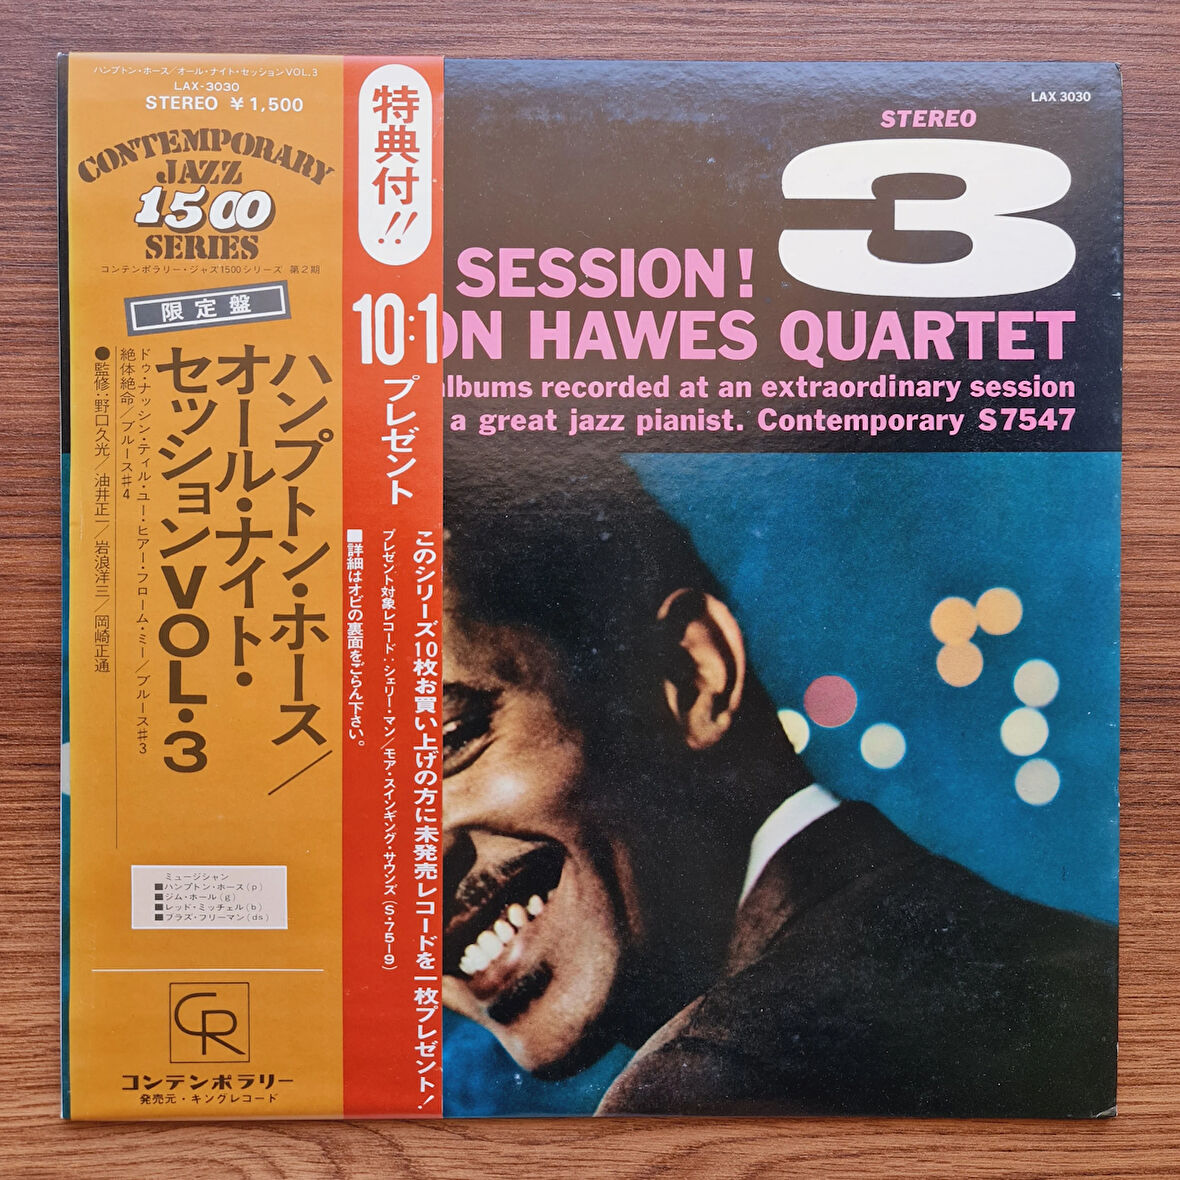 ハンプトン・ホース/オール・ナイト・セッションVOL.3
LAX-3030
STEREO ¥1,500
CONTEMPORARY
JAZZ
1500
SERIES
コンテンポラリー・ジャズ1500シリーズ 第2期
限定盤
ハンプトン・ホース/
オール・ナイト・
セッションVOL.3
ドゥ・ナッシン・ティル・ユー・ヒアー・フローム・ミー/ブルース#3
絶体絶命/ブルース#4
●監修:野口久光/油井正一/岩浪洋三/岡崎正通
ミュージシャン
■ハンプトン・ホース(p)
■ジム・ホール(g)
■レッド・ミッチェル(b)
■ブラズ・フリーマン(ds)
CR
コンテンポラリー
発売元・キングレコード
特典付!!
10:1
プレゼント
このシリーズ10枚お買い上げの方に未発売レコードを一枚プレゼント!
プレゼント対象レコード:シェリー・マン/モア・スインギング・サウンズ(S・7519)
■詳細はオビの裏面をごらん下さい。
LAX 3030
STEREO
3
SESSION!
ON HAWES QUARTET
albums recorded at an extraordinary session
a great jazz pianist. Contemporary S7547